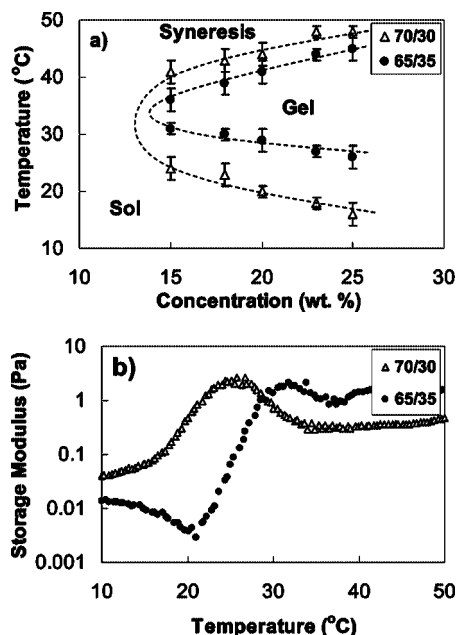 a)
Syneresis
△ 70/30
● 65/35
Gel
Sol
Temperature (°C)
50
40
30
20
10
10 15 20 25 30
Concentration (wt. %)
b)
△ 70/30
● 65/35
Storage Modulus (Pa)
10
1
0.1
0.01
0.001
10 20 30 40 50
Temperature (°C)